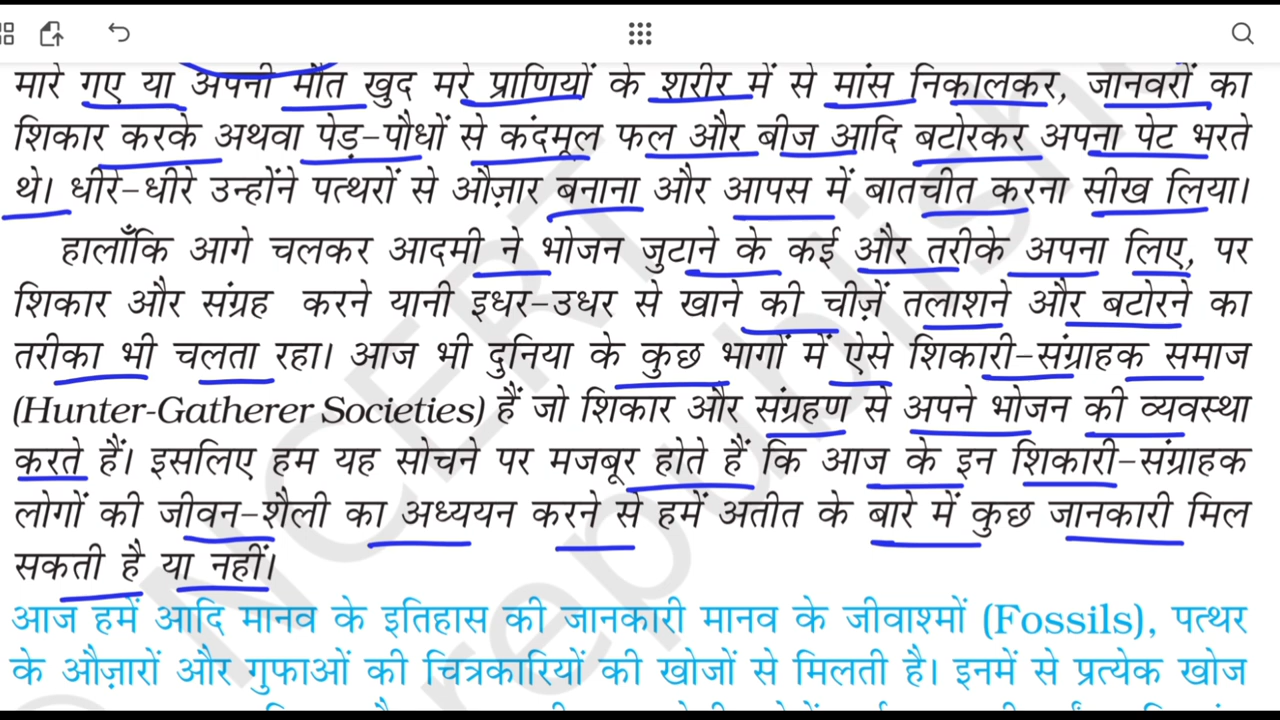 मारे गए या अपनी मौत खुद मरे प्राणियों के शरीर में से मांस निकालकर, जानवरों का
शिकार करके अथवा पेड़-पौधों से कंदमूल फल और बीज आदि बटोरकर अपना पेट भरते
थे। धीरे-धीरे उन्होंने पत्थरों से औज़ार बनाना और आपस में बातचीत करना सीख लिया।
हालाँकि आगे चलकर आदमी ने भोजन जुटाने के कई और तरीके अपना लिए, पर
शिकार और संग्रह करने यानी इधर-उधर से खाने की चीज़ें तलाशने और बटोरने का
तरीका भी चलता रहा। आज भी दुनिया के कुछ भागों में ऐसे शिकारी-संग्राहक समाज
(Hunter-Gatherer Societies) हैं जो शिकार और संग्रहण से अपने भोजन की व्यवस्था
करते हैं। इसलिए हम यह सोचने पर मजबूर होते हैं कि आज के इन शिकारी-संग्राहक
लोगों की जीवन-शैली का अध्ययन करने से हमें अतीत के बारे में कुछ जानकारी मिल
सकती है या नहीं।
आज हमें आदि मानव के इतिहास की जानकारी मानव के जीवाश्मों (Fossils), पत्थर
के औज़ारों और गुफाओं की चित्रकारियों की खोजों से मिलती है। इनमें से प्रत्येक खोज